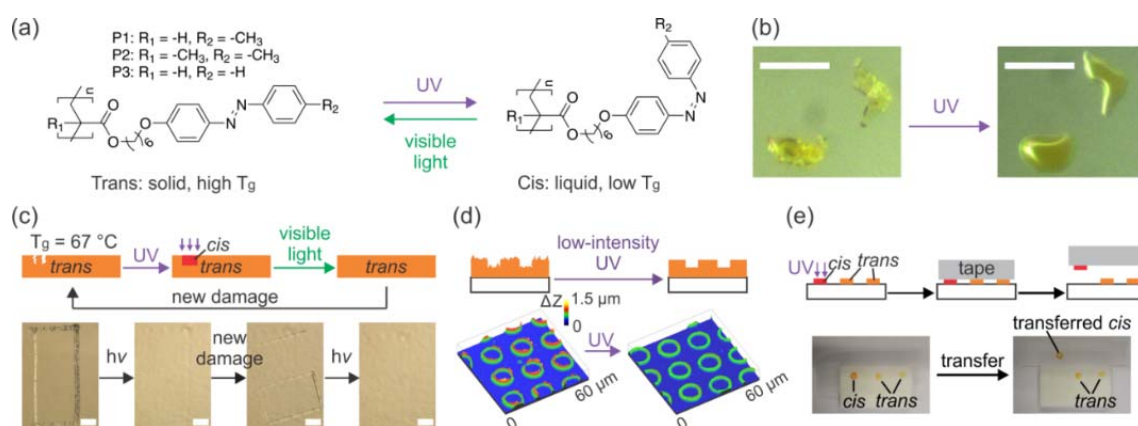 (a)
P1: R1 = -H, R2 = -CH3
P2: R1 = -CH3, R2 = -CH3
P3: R1 = -H, R2 = -H
n
R1
O
O
6
O
N
N
R2
UV
visible
light
n
R1
O
O
6
O
N
N
R2
Trans: solid, high Tg
Cis: liquid, low Tg
(b)
UV
(c)
Tg = 67 °C
trans
UV
cis
trans
visible
light
trans
new damage
hν
new
damage
hν
(d)
low-intensity
UV
ΔZ
1.5 µm
0
UV
60 µm
0
60 µm
0
(e)
UV
cis
trans
tape
transferred cis
transfer
cis
trans
trans